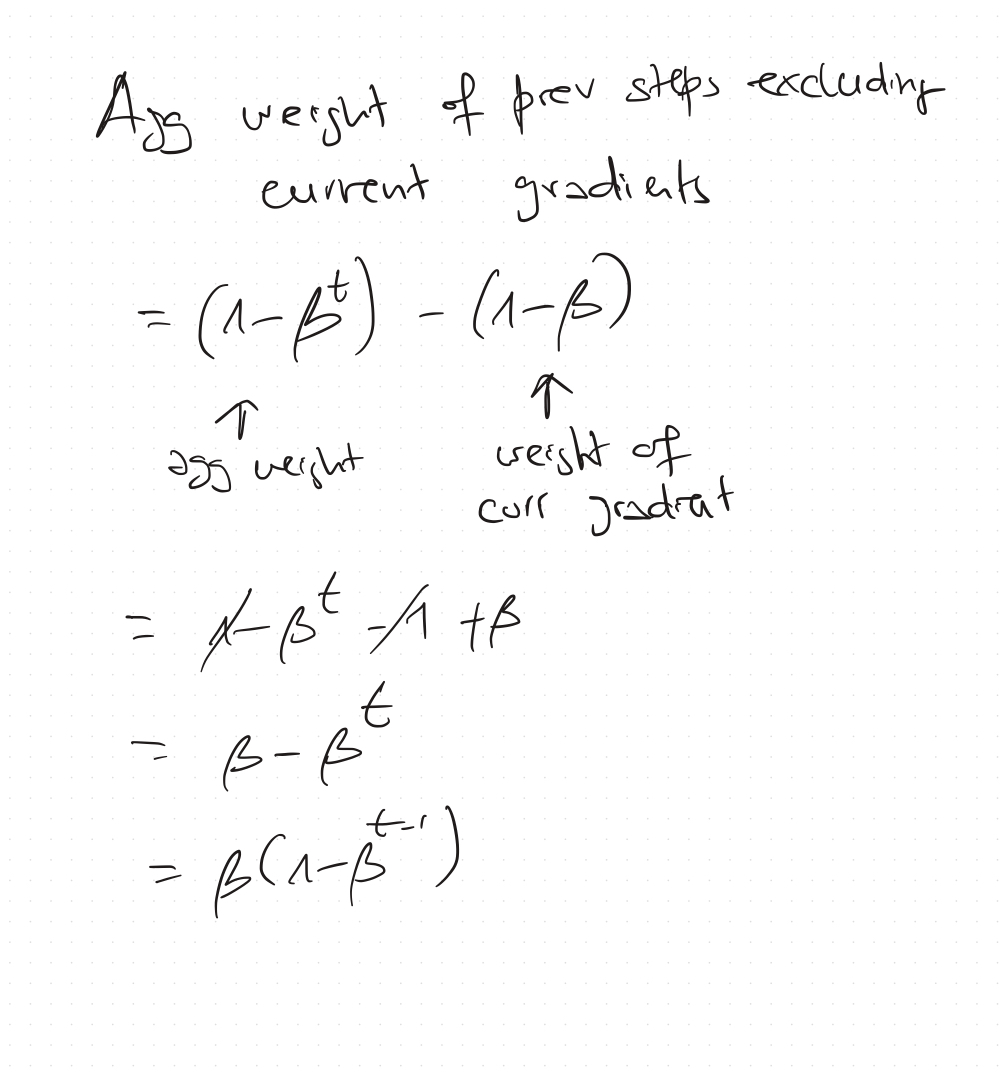 Agg weight of prev steps excluding
current gradients
= (1-β^t) - (1-β)
↑ ↑
agg weight weight of
curr gradient
= 1-β^t -1 +β
= β-β^t
= β(1-β^{t-1})